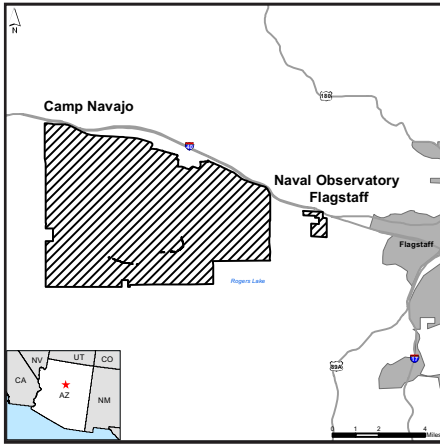 N
180
Camp Navajo
40
Naval Observatory
Flagstaff
Flagstaff
Rogers Lake
NV
UT
CO
CA
AZ
NM
89A
17
0 1 2 4
Miles